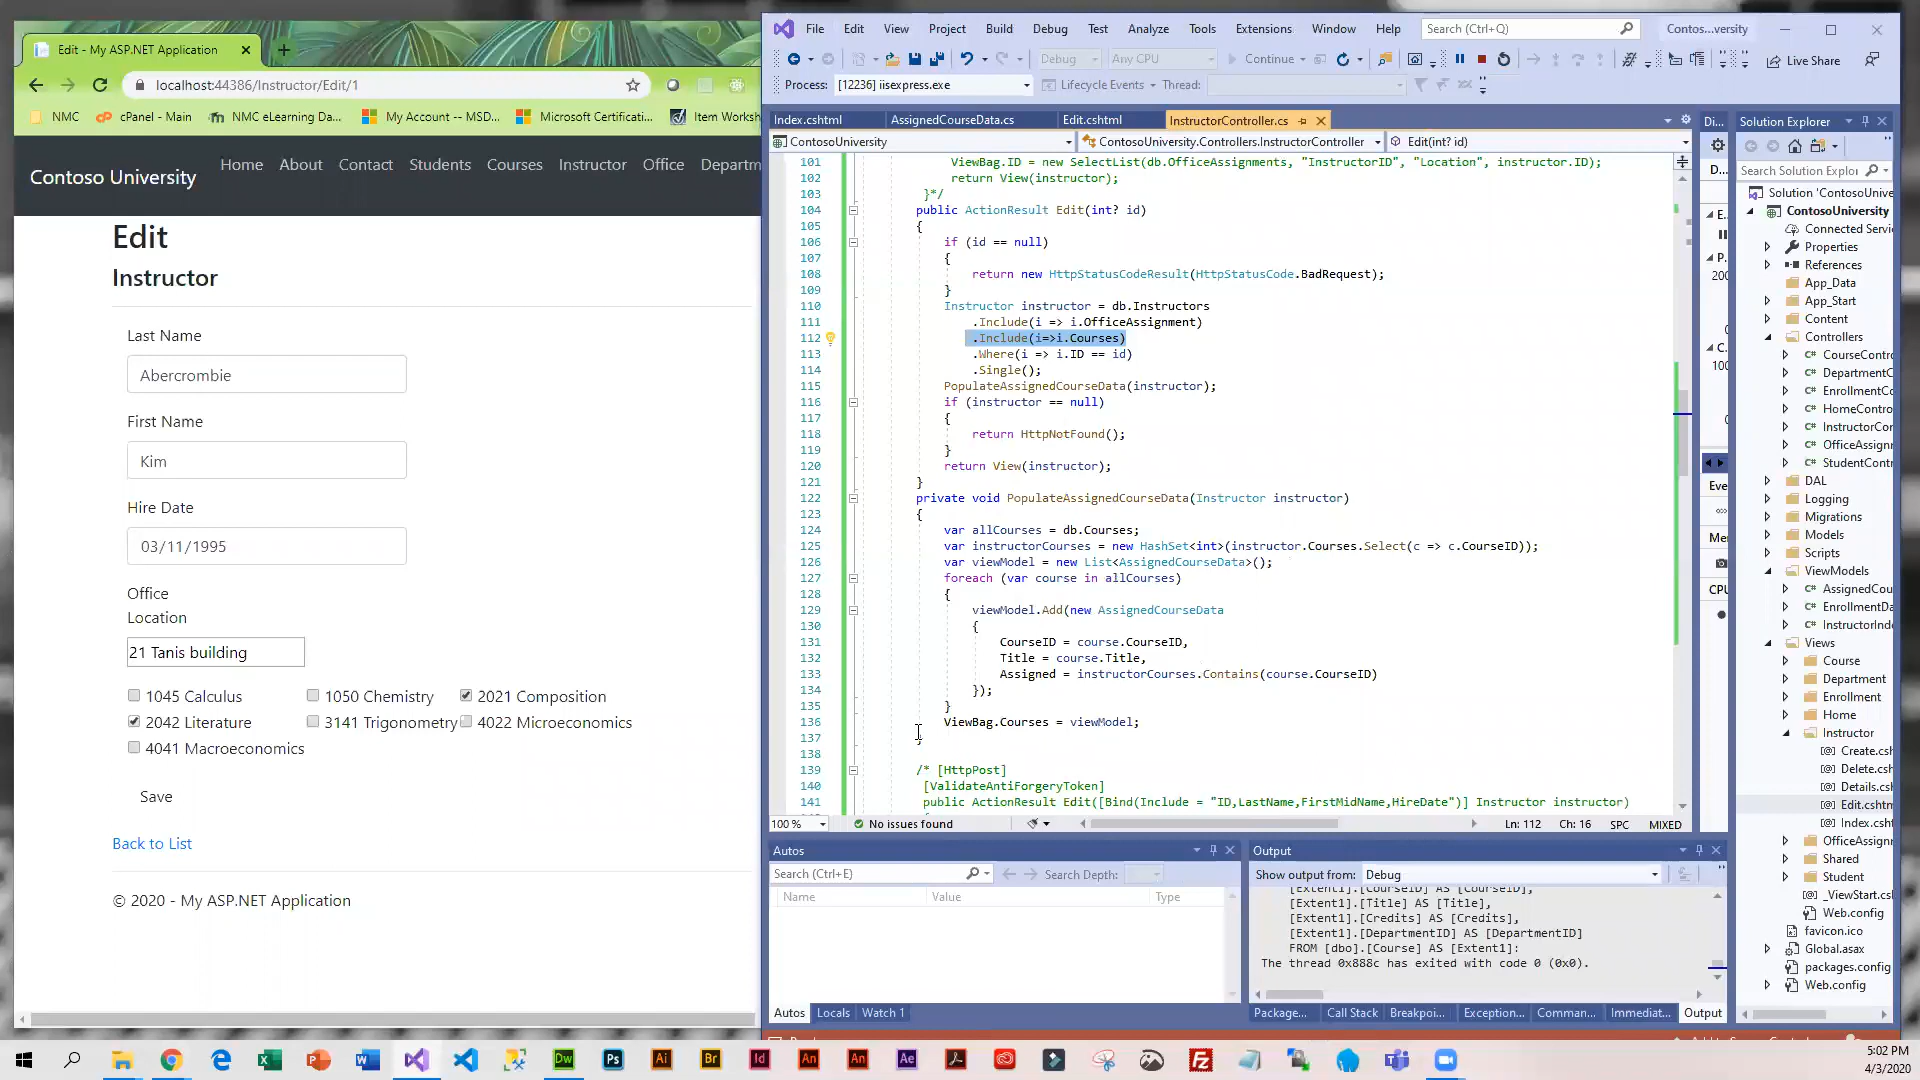 Edit - My ASP.NET Application
localhost:44386/Instructor/Edit/1
NMC
cPanel - Main
NMC eLearning Da...
My Account -- MSD...
Microsoft Certificati...
Item Worksh
Contoso University
Home
About
Contact
Students
Courses
Instructor
Office
Departm
Edit
Instructor
Last Name
Abercrombie
First Name
Kim
Hire Date
03/11/1995
Office
Location
21 Tanis building
1045 Calculus
1050 Chemistry
2021 Composition
2042 Literature
3141 Trigonometry
4022 Microeconomics
4041 Macroeconomics
Save
Back to List
© 2020 - My ASP.NET Application
File Edit View Project Build Debug Test Analyze Tools Extensions Window Help
Search (Ctrl+Q)
Contos...versity
Debug
Any CPU
Continue
Live Share
Process:
[12236] iisexpress.exe
Lifecycle Events
Thread:
Index.cshtml
AssignedCourseData.cs
Edit.cshtml
InstructorController.cs
ContosoUniversity
ContosoUniversity.Controllers.InstructorController
Edit(int? id)
101 ViewBag.ID = new SelectList(db.OfficeAssignments, "InstructorID", "Location", instructor.ID);
102 return View(instructor);
103 }*/
104 public ActionResult Edit(int? id)
105 {
106 if (id == null)
107 {
108 return new HttpStatusCodeResult(HttpStatusCode.BadRequest);
109 }
110 Instructor instructor = db.Instructors
111 .Include(i => i.OfficeAssignment)
112 .Include(i=>i.Courses)
113 .Where(i => i.ID == id)
114 .Single();
115 PopulateAssignedCourseData(instructor);
116 if (instructor == null)
117 {
118 return HttpNotFound();
119 }
120 return View(instructor);
121 }
122 private void PopulateAssignedCourseData(Instructor instructor)
123 {
124 var allCourses = db.Courses;
125 var instructorCourses = new HashSet<int>(instructor.Courses.Select(c => c.CourseID));
126 var viewModel = new List<AssignedCourseData>();
127 foreach (var course in allCourses)
128 {
129 viewModel.Add(new AssignedCourseData
130 {
131 CourseID = course.CourseID,
132 Title = course.Title,
133 Assigned = instructorCourses.Contains(course.CourseID)
134 });
135 }
136 ViewBag.Courses = viewModel;
137 }
138
139 /* [HttpPost]
140 [ValidateAntiForgeryToken]
141 public ActionResult Edit([Bind(Include = "ID,LastName,FirstMidName,HireDate")] Instructor instructor)
100 %
No issues found
Ln: 112 Ch: 16 SPC MIXED
Autos
Search (Ctrl+E)
Search Depth:
Name
Value
Type
Autos
Locals
Watch 1
Output
Show output from:
Debug
[Extent1].[CourseID] AS [CourseID],
[Extent1].[Title] AS [Title],
[Extent1].[Credits] AS [Credits],
[Extent1].[DepartmentID] AS [DepartmentID]
FROM [dbo].[Course] AS [Extent1]:
The thread 0x888c has exited with code 0 (0x0).
Package...
Call Stack
Breakpoi...
Exception...
Comman...
Immediat...
Output
Di...
Solution Explorer
Search Solution Explor
Solution 'ContosoUnive
ContosoUniversity
Connected Servi
Properties
References
App_Data
App_Start
Content
Controllers
CourseContr
DepartmentC
EnrollmentCo
HomeContro
InstructorCor
OfficeAssignr
StudentContr
DAL
Logging
Migrations
Models
Scripts
ViewModels
AssignedCou
EnrollmentDa
InstructorInde
Views
Course
Department
Enrollment
Home
Instructor
Create.csh
Delete.csh
Details.cs
Edit.cshtm
Index.csht
OfficeAssignr
Shared
Student
_ViewStart.csh
Web.config
favicon.ico
Global.asax
packages.config
Web.config
5:02 PM
4/3/2020